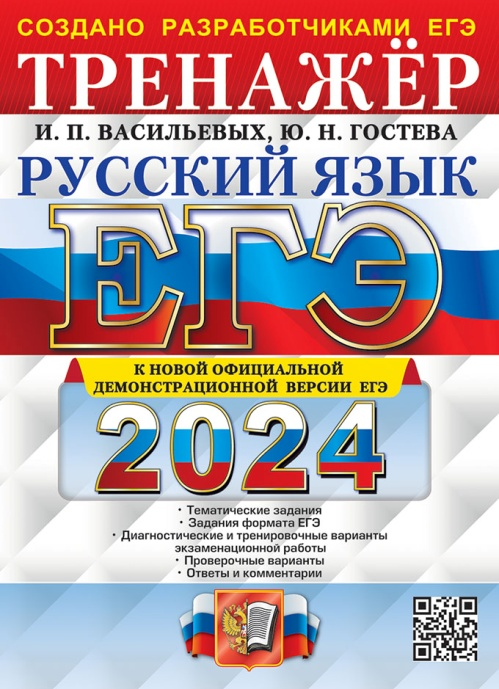 СОЗДАНО РАЗРАБОТЧИКАМИ ЕГЭ
ТРЕНАЖЁР
И. П. ВАСИЛЬЕВЫХ, Ю. Н. ГОСТЕВА
РУССКИЙ ЯЗЫК
ЕГЭ
К НОВОЙ ОФИЦИАЛЬНОЙ
ДЕМОНСТРАЦИОННОЙ ВЕРСИИ ЕГЭ
2024
• Тематические задания
• Задания формата ЕГЭ
• Диагностические и тренировочные варианты
экзаменационной работы
• Проверочные варианты
• Ответы и комментарии